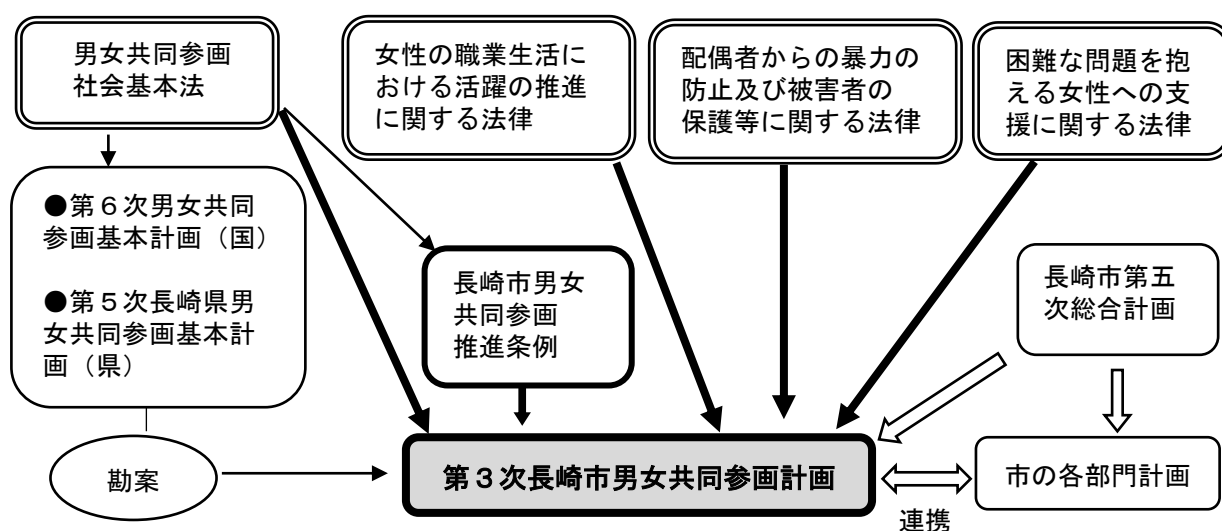 男女共同参画
社会基本法
女性の職業生活に
おける活躍の推進
に関する法律
配偶者からの暴力の
防止及び被害者の
保護等に関する法律
困難な問題を抱
える女性への支
援に関する法律
●第６次男女共同
参画基本計画（国）
●第５次長崎県男
女共同参画基本計
画（県）
長崎市男女
共同参画
推進条例
長崎市第五
次総合計画
勘案
第３次長崎市男女共同参画計画
市の各部門計画
連携